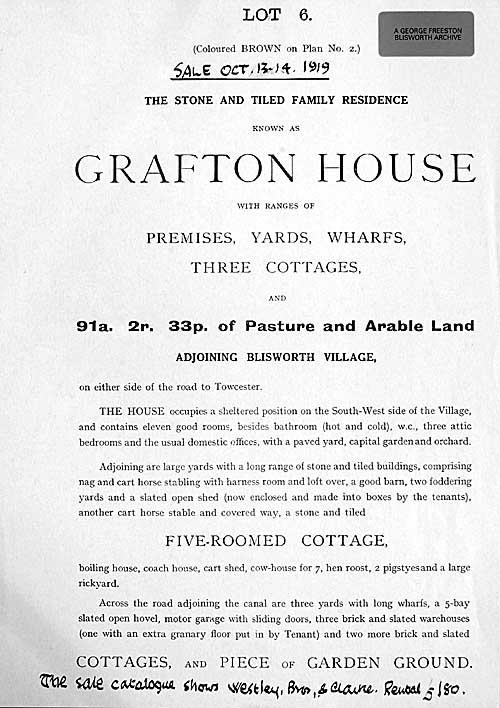 LOT 6.
A GEORGE FREESTON
BLISWORTH ARCHIVE
(Coloured BROWN on Plan No. 2.)
SALE OCT, 13-14. 1919
THE STONE AND TILED FAMILY RESIDENCE
KNOWN AS
GRAFTON HOUSE
WITH RANGES OF
PREMISES, YARDS, WHARFS,
THREE COTTAGES,
AND
91a. 2r. 33p. of Pasture and Arable Land
ADJOINING BLISWORTH VILLAGE,
on either side of the road to Towcester.
THE HOUSE occupies a sheltered position on the South-West side of the Village,
and contains eleven good rooms, besides bathroom (hot and cold), w.c., three attic
bedrooms and the usual domestic offices, with a paved yard, capital garden and orchard.
Adjoining are large yards with a long range of stone and tiled buildings, comprising
nag and cart horse stabling with harness room and loft over, a good barn, two foddering
yards and a slated open shed (now enclosed and made into boxes by the tenants),
another cart horse stable and covered way, a stone and tiled
FIVE-ROOMED COTTAGE,
boiling house, coach house, cart shed, cow-house for 7, hen roost, 2 pigstyes and a large
rickyard.
Across the road adjoining the canal are three yards with long wharfs, a 5-bay
slated open hovel, motor garage with sliding doors, three brick and slated warehouses
(one with an extra granary floor put in by Tenant) and two more brick and slated
COTTAGES, AND PIECE OF GARDEN GROUND.
The sale catalogue shows Westley, Bros, & Clarne. Rental £180.